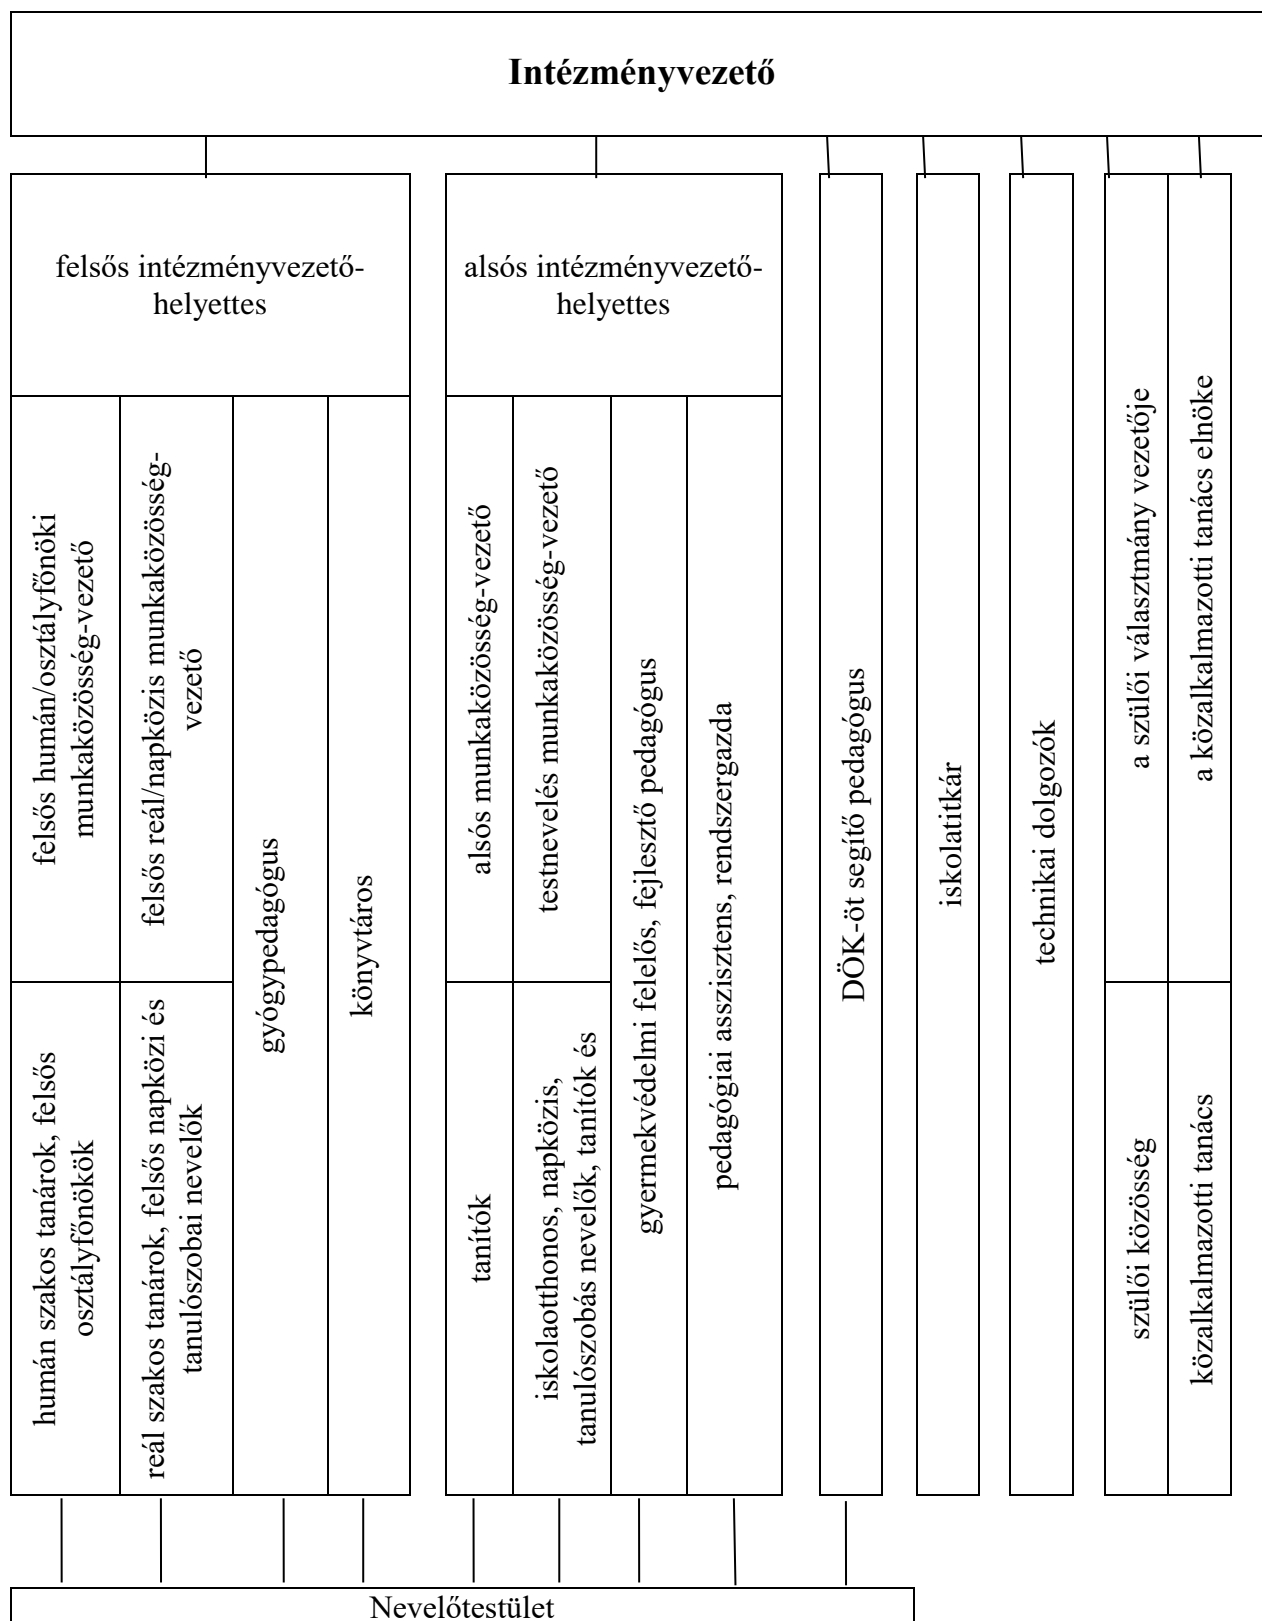 Intézményvezető
felsős intézményvezető-
helyettes
alsós intézményvezető-
helyettes
felsős humán/osztályfőnöki
munkaközösség-vezető
felsős reál/napközis munkaközösség-
vezető
gyógypedagógus
könyvtáros
alsós munkaközösség-vezető
testnevelés munkaközösség-vezető
gyermekvédelmi felelős, fejlesztő pedagógus
pedagógiai asszisztens, rendszergazda
DÖK-öt segítő pedagógus
iskolatitkár
technikai dolgozók
a szülői választmány vezetője
a közalkalmazotti tanács elnöke
humán szakos tanárok, felsős
osztályfőnökök
reál szakos tanárok, felsős napközi és
tanulószobai nevelők
tanítók
iskolaotthonos, napközis,
tanulószobás nevelők, tanítók és
szülői közösség
közalkalmazotti tanács
Nevelőtestület